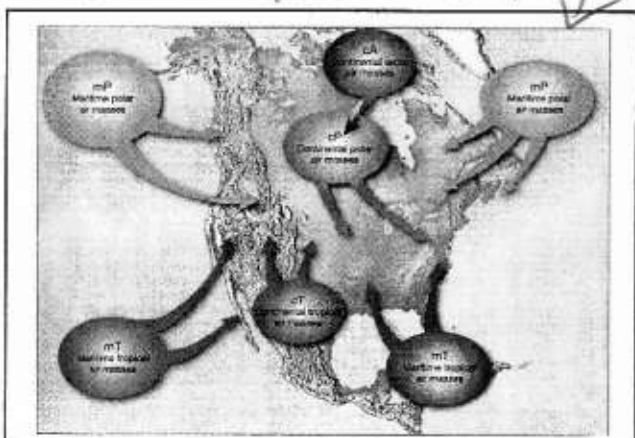 mP
Maritime polar
air masses
cA
Continental arctic
air masses
mP
Maritime polar
air masses
cP
Continental polar
air masses
cT
Continental tropical
air masses
mT
Maritime tropical
air masses
mT
Maritime tropical
air masses